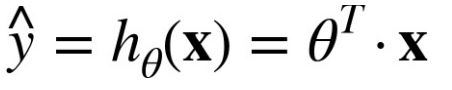 ŷ = h_θ(𝐱) = θ^T · 𝐱